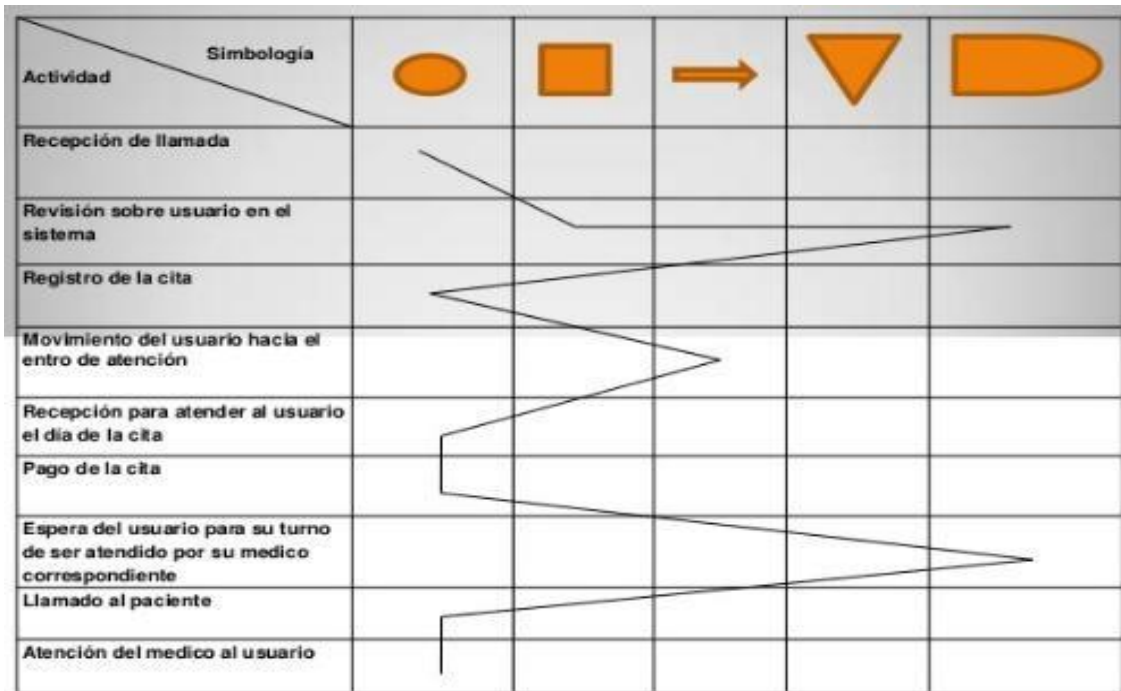 Simbología
Actividad
Recepción de llamada
Revisión sobre usuario en el
sistema
Registro de la cita
Movimiento del usuario hacia el
entro de atención
Recepción para atender al usuario
el día de la cita
Pago de la cita
Espera del usuario para su turno
de ser atendido por su medico
correspondiente
Llamado al paciente
Atención del medico al usuario